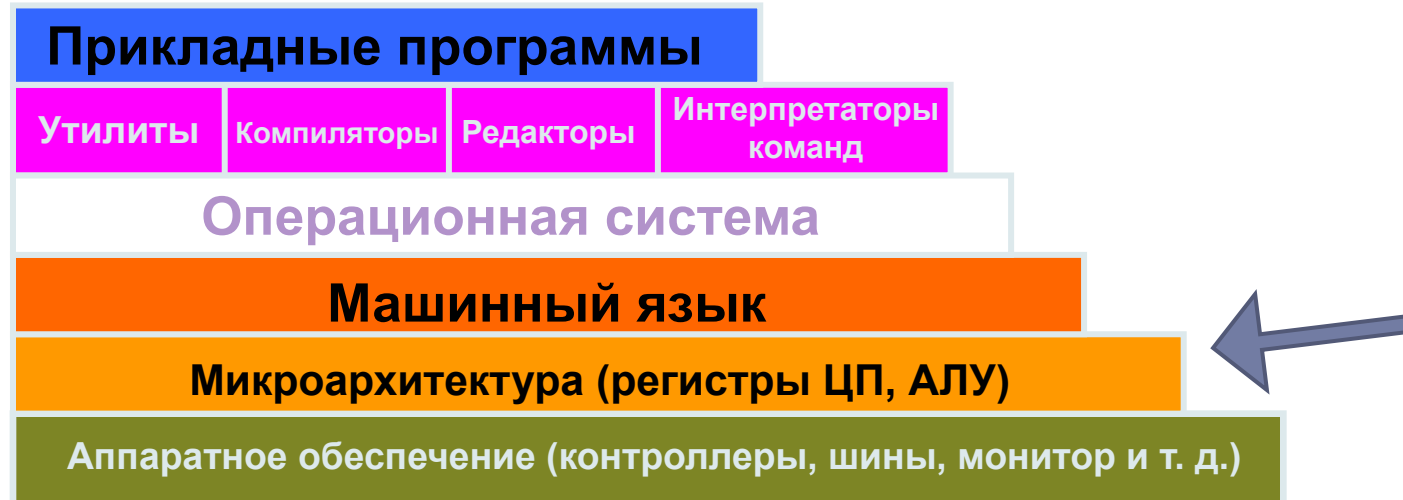 Прикладные программы
Утилиты Компиляторы Редакторы Интерпретаторы
команд
Операционная система
Машинный язык
Микроархитектура (регистры ЦП, АЛУ)
Аппаратное обеспечение (контроллеры, шины, монитор и т. д.)